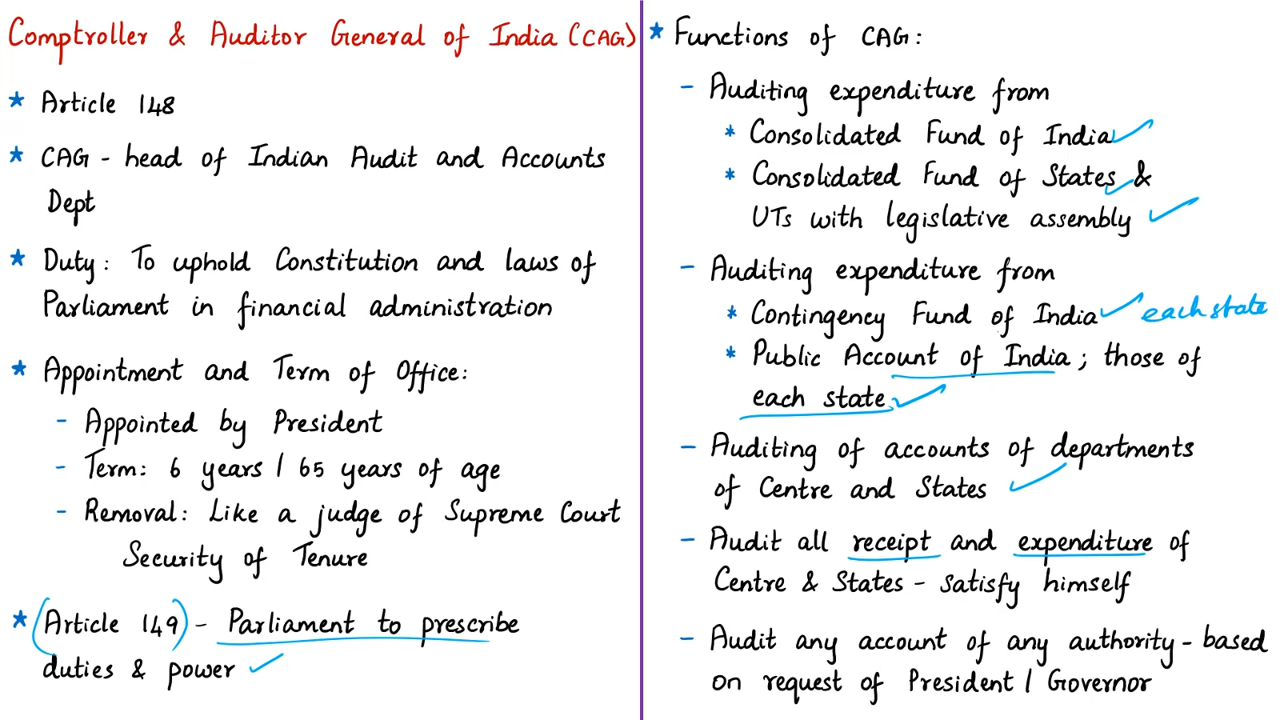 Comptroller & Auditor General of India (CAG)
* Article 148
* CAG - head of Indian Audit and Accounts
Dept
* Duty: To uphold Constitution and laws of
Parliament in financial administration
* Appointment and Term of Office:
- Appointed by President
- Term: 6 years / 65 years of age
- Removal: Like a judge of Supreme Court
Security of Tenure
* (Article 149) - Parliament to prescribe
duties & power ✓
* Functions of CAG:
- Auditing expenditure from
* Consolidated Fund of India ✓
* Consolidated Fund of States ✓ &
UTs with legislative assembly ✓
- Auditing expenditure from
* Contingency Fund of India ✓ each state
* Public Account of India ; those of
each state ✓
- Auditing of accounts of departments
of Centre and States ✓
- Audit all receipt and expenditure of
Centre & States - satisfy himself
- Audit any account of any authority - based
on request of President / Governor